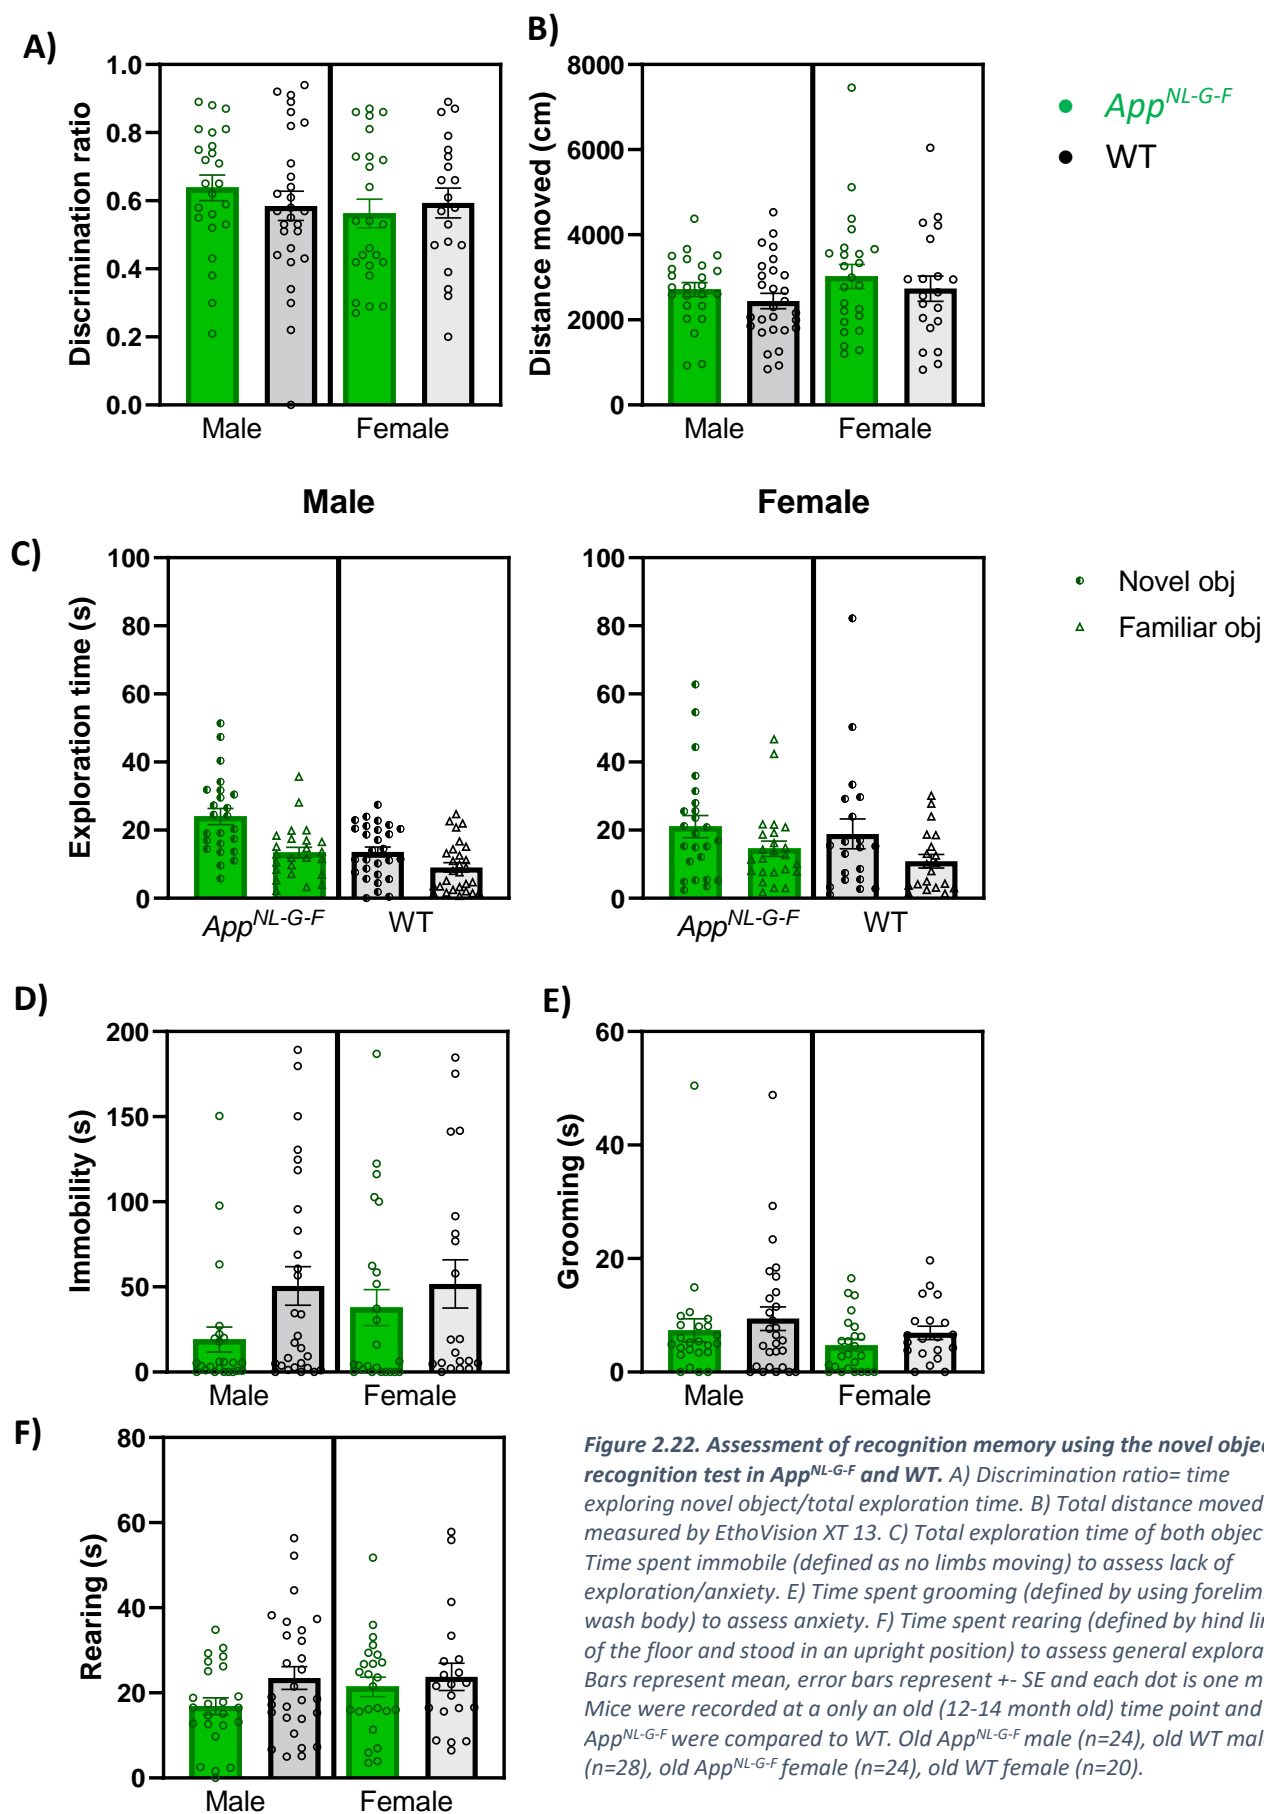 A)
Discrimination ratio
1.0
0.8
0.6
0.4
0.2
0.0
Male
Female
B)
Distance moved (cm)
8000
6000
4000
2000
0
Male
Female
App^NL-G-F
WT
Male
Female
C)
Exploration time (s)
100
80
60
40
20
0
App^NL-G-F
WT
100
80
60
40
20
0
App^NL-G-F
WT
Novel obj
Familiar obj
D)
Immobility (s)
200
150
100
50
0
Male
Female
E)
Grooming (s)
60
40
20
0
Male
Female
F)
Rearing (s)
80
60
40
20
0
Male
Female
Figure 2.22. Assessment of recognition memory using the novel objec
recognition test in App^NL-G-F and WT. A) Discrimination ratio= time
exploring novel object/total exploration time. B) Total distance moved
measured by EthoVision XT 13. C) Total exploration time of both object
Time spent immobile (defined as no limbs moving) to assess lack of
exploration/anxiety. E) Time spent grooming (defined by using forelim
wash body) to assess anxiety. F) Time spent rearing (defined by hind lin
of the floor and stood in an upright position) to assess general explora
Bars represent mean, error bars represent +- SE and each dot is one m
Mice were recorded at a only an old (12-14 month old) time point and
App^NL-G-F were compared to WT. Old App^NL-G-F male (n=24), old WT male
(n=28), old App^NL-G-F female (n=24), old WT female (n=20).